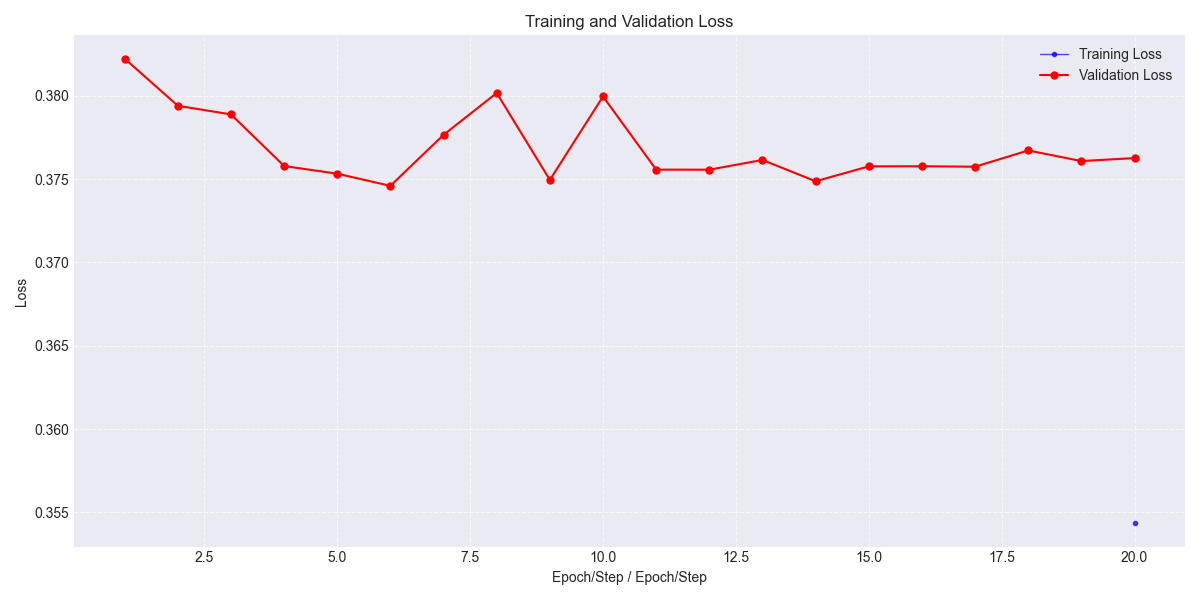 Training and Validation Loss
Training Loss
Validation Loss
0.380
0.375
0.370
0.365
0.360
0.355
Loss
2.5 5.0 7.5 10.0 12.5 15.0 17.5 20.0
Epoch/Step / Epoch/Step